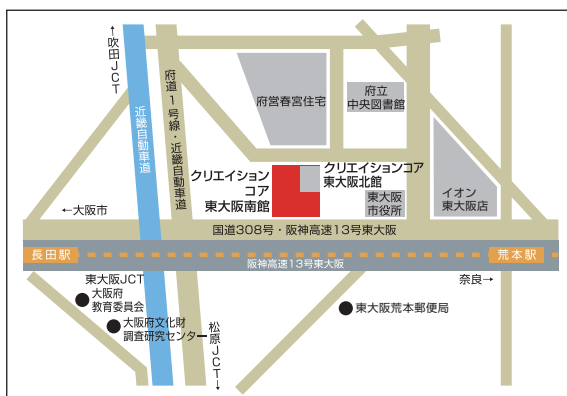 ←吹田JCT
近畿自動車道
府道1号線・近畿自動車道
府営春宮住宅
府立
中央図書館
クリエイション
コア
東大阪南館
クリエイションコア
東大阪北館
東大阪
市役所
イオン
東大阪店
←大阪市
国道308号・阪神高速13号東大阪
長田駅
荒本駅
阪神高速13号東大阪
東大阪JCT
奈良→
大阪府
教育委員会
大阪府文化財
調査研究センター
松原JCT→
東大阪荒本郵便局